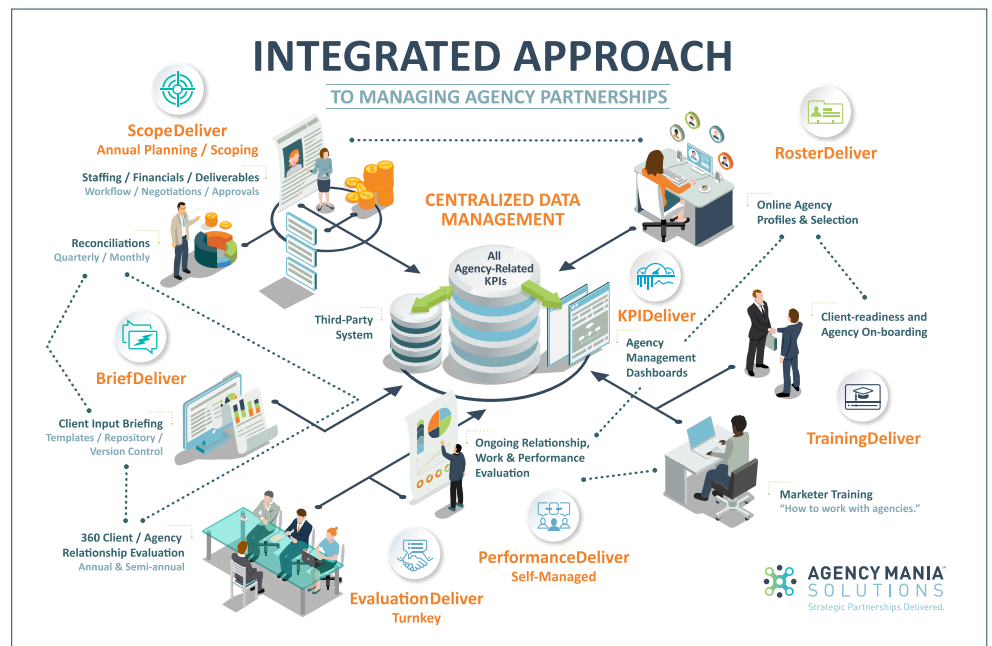 INTEGRATED APPROACH
TO MANAGING AGENCY PARTNERSHIPS
ScopeDeliver
Annual Planning / Scoping
Staffing / Financials / Deliverables
Workflow / Negotiations / Approvals
Reconciliations
Quarterly / Monthly
RosterDeliver
Online Agency
Profiles & Selection
CENTRALIZED DATA
MANAGEMENT
All
Agency-Related
KPIs
Third-Party
System
KPIDeliver
Agency
Management
Dashboards
Client-readiness and
Agency On-boarding
BriefDeliver
Client Input Briefing
Templates / Repository /
Version Control
TrainingDeliver
Marketer Training
“How to work with agencies.”
Ongoing Relationship,
Work & Performance
Evaluation
360 Client / Agency
Relationship Evaluation
Annual & Semi-annual
PerformanceDeliver
Self-Managed
EvaluationDeliver
Turnkey
AGENCY MANIA™
SOLUTIONS
Strategic Partnerships Delivered.